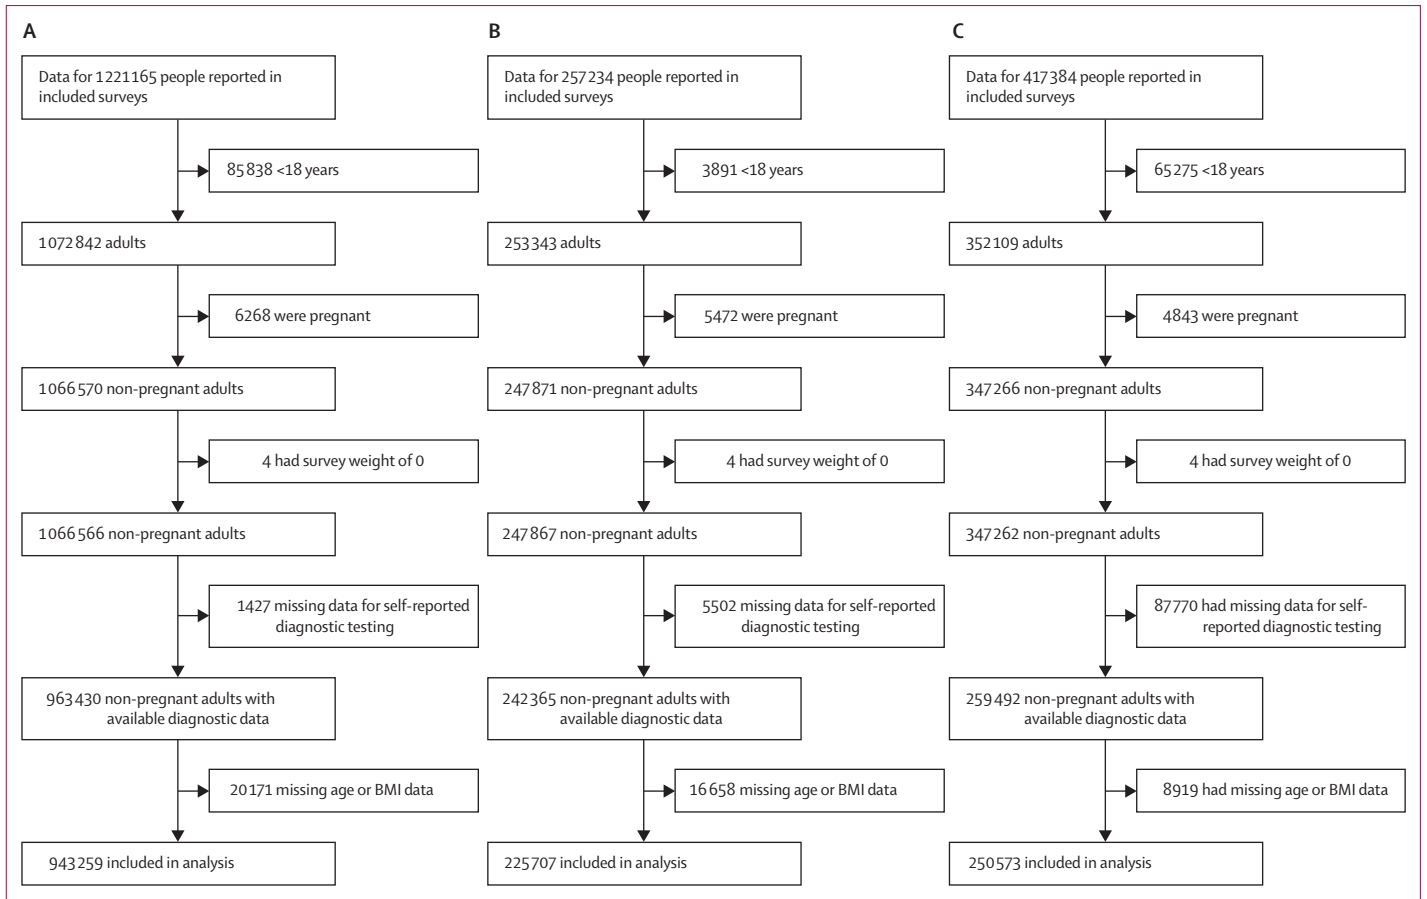 A
Data for 1221165 people reported in
included surveys
85838 <18 years
1072842 adults
6268 were pregnant
1066570 non-pregnant adults
4 had survey weight of 0
1066566 non-pregnant adults
1427 missing data for self-reported
diagnostic testing
963430 non-pregnant adults with
available diagnostic data
20171 missing age or BMI data
943259 included in analysis
B
Data for 257234 people reported in
included surveys
3891 <18 years
253343 adults
5472 were pregnant
247871 non-pregnant adults
4 had survey weight of 0
247867 non-pregnant adults
5502 missing data for self-reported
diagnostic testing
242365 non-pregnant adults with
available diagnostic data
16658 missing age or BMI data
225707 included in analysis
C
Data for 417384 people reported in
included surveys
65275 <18 years
352109 adults
4843 were pregnant
347266 non-pregnant adults
4 had survey weight of 0
347262 non-pregnant adults
87770 had missing data for self-
reported diagnostic testing
259492 non-pregnant adults with
available diagnostic data
8919 had missing age or BMI data
250573 included in analysis